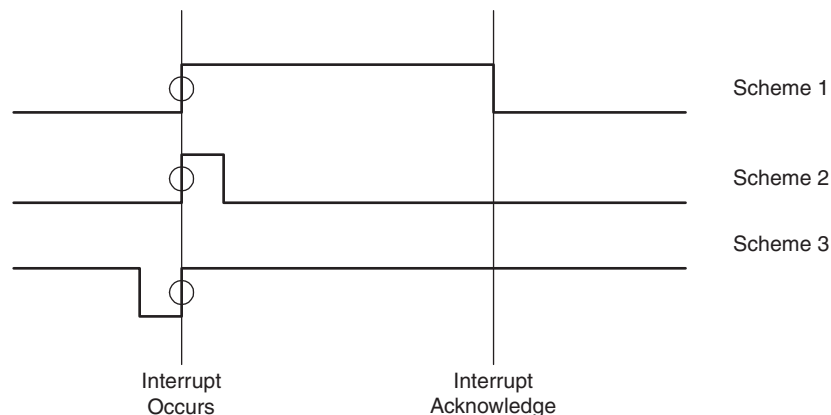 Scheme 1
Scheme 2
Scheme 3
Interrupt
Occurs
Interrupt
Acknowledge